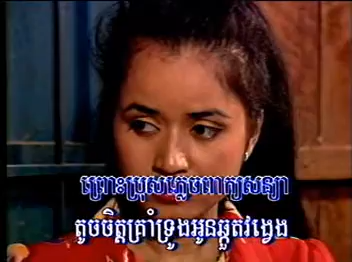 ព្រោះប្រុសភ្លេចពាក្យសន្យា
តូចចិត្តគ្រាំទ្រូងអូនឆ្កួតវង្វេង